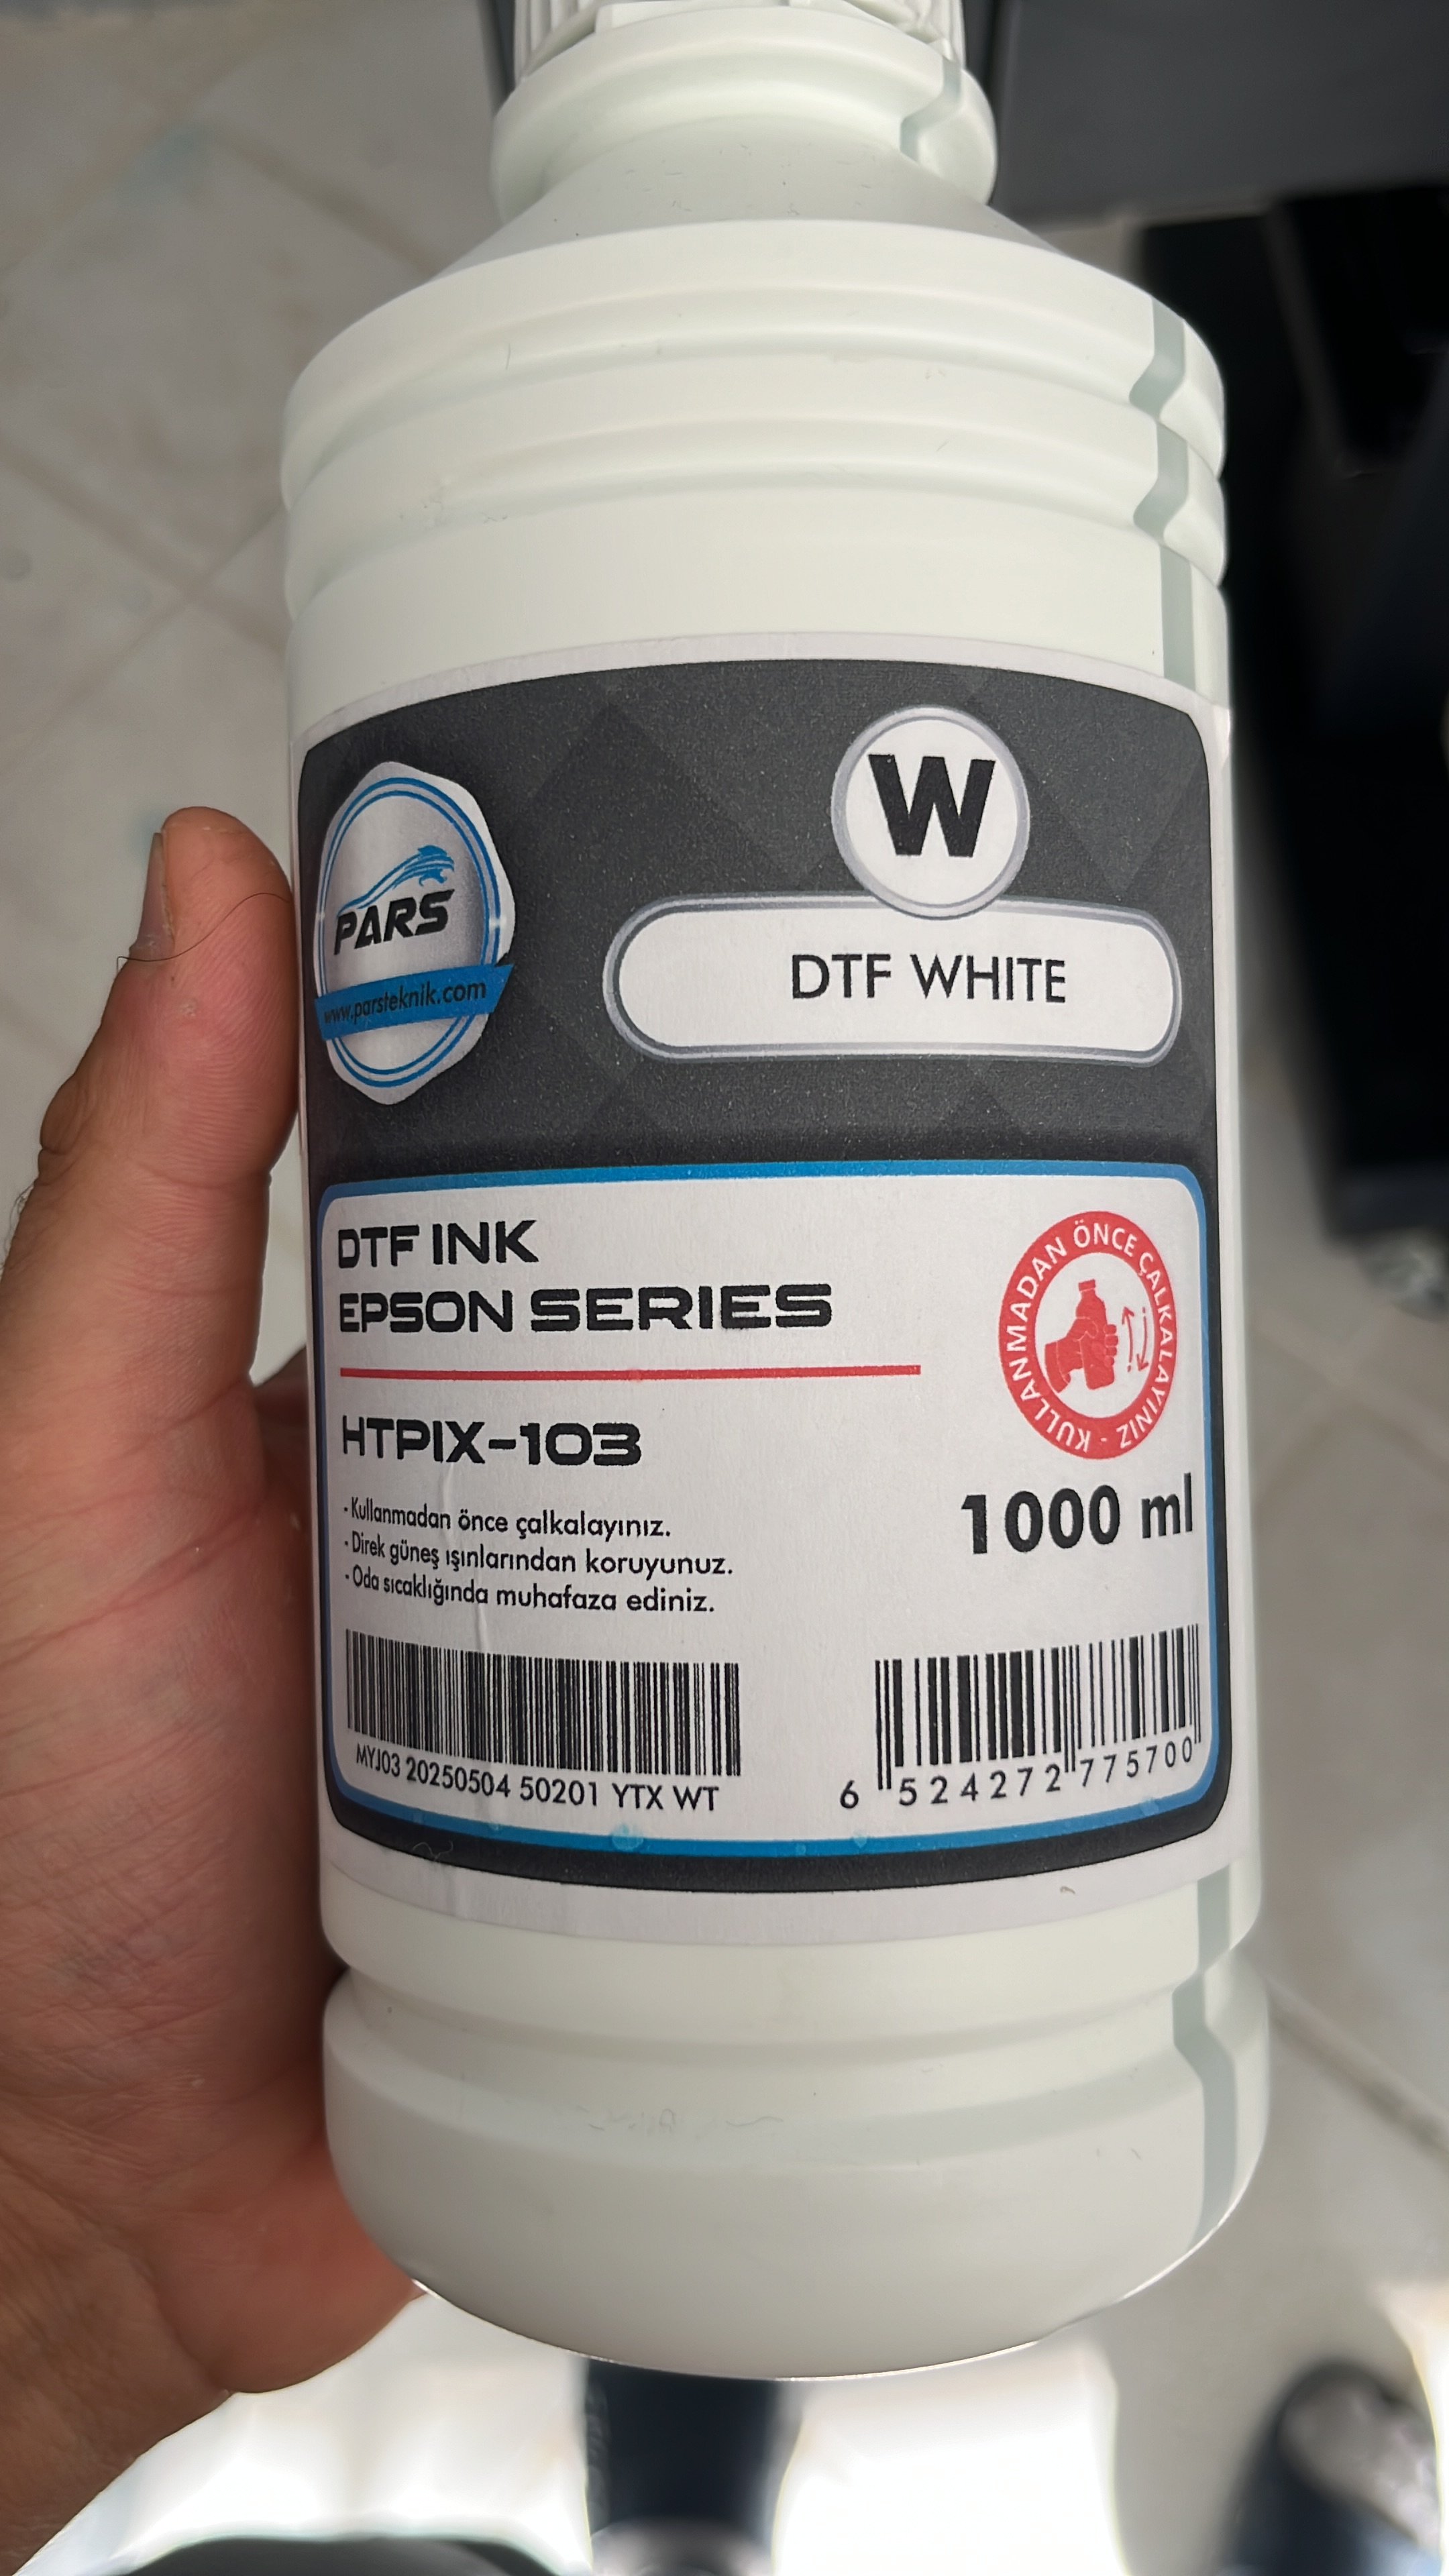 W
PARS
www.parsteknik.com
DTF WHITE
DTF INK
EPSON SERIES
KULLANMADAN ÖNCE ÇALKALAYINIZ -
HTPIX-103
- Kullanmadan önce çalkalayınız.
- Direk güneş ışınlarından koruyunuz.
- Oda sıcaklığında muhafaza ediniz.
1000 ml
MYJ03 20250504 50201 YTX WT
6 524272 775700